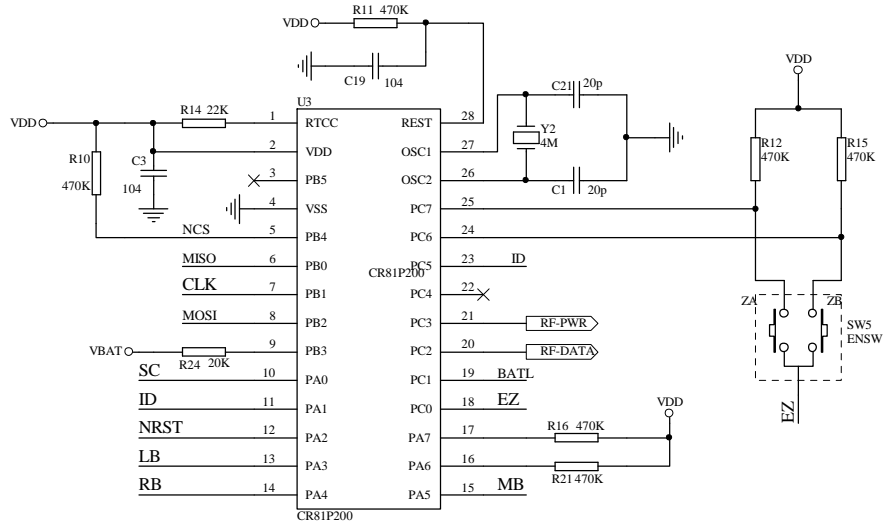 R11 470K
VDD
C19
104
U3
C21
20p
VDD
R14 22K
1
RTCC
REST
28
Y2
4M
R12
470K
R15
470K
VDD
2
VDD
OSC1
27
R10
470K
C3
104
3
PB5
OSC2
26
C1
20p
4
VSS
PC7
25
NCS
5
PB4
PC6
24
MISO
6
PB0
CR81P200
PC5
23
ID
CLK
7
PB1
PC4
22
ZA
ZB
MOSI
8
PB2
PC3
21
RF-PWR
SW5
ENSW
VBAT
R24
20K
9
PB3
PC2
20
RF-DATA
SC
10
PA0
PC1
19
BATL
ID
11
PA1
PC0
18
EZ
VDD
EZ
NRST
12
PA2
PA7
17
R16 470K
LB
13
PA3
PA6
16
R21 470K
RB
14
PA4
PA5
15
MB
CR81P200